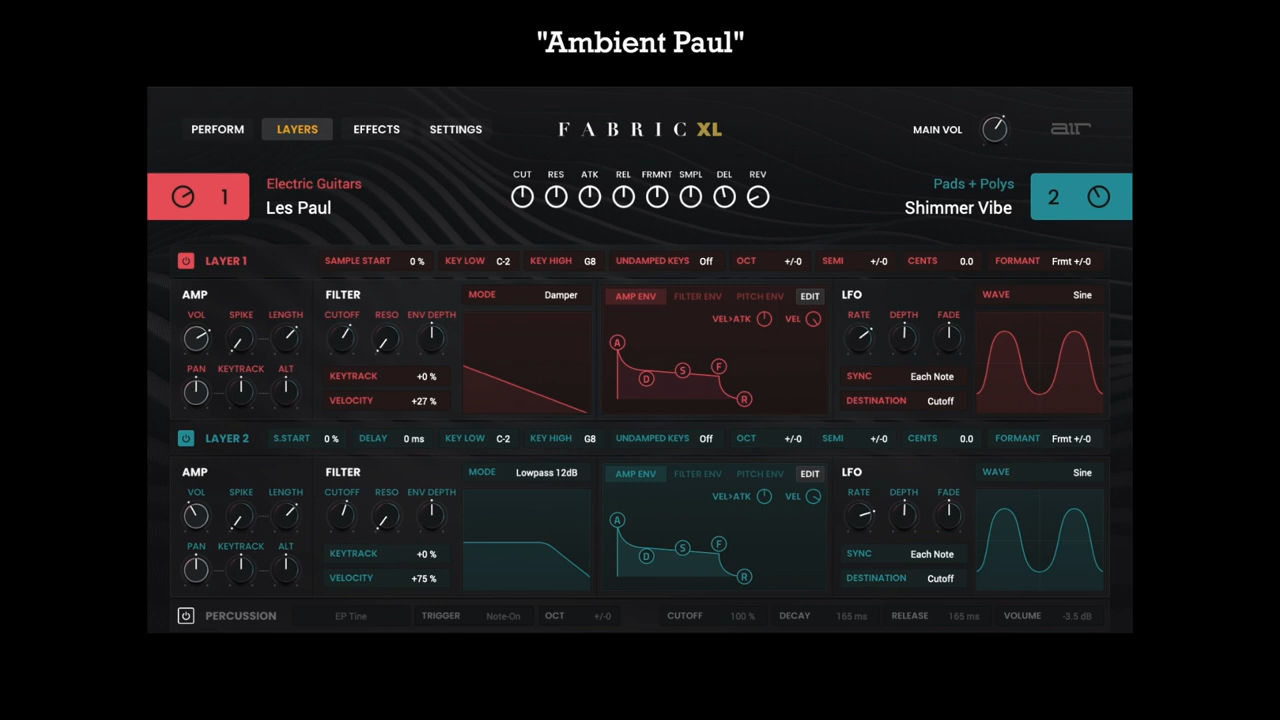 "Ambient Paul"
PERFORM LAYERS EFFECTS SETTINGS FABRIC XL MAIN VOL air
CUT RES ATK REL FRMNT SMPL DEL REV
1 Electric Guitars Pads + Polys 2
Les Paul Shimmer Vibe
LAYER 1 SAMPLE START 0 % KEY LOW C-2 KEY HIGH G8 UNDAMPED KEYS Off OCT +/-0 SEMI +/-0 CENTS 0.0 FORMANT Frmt +/-0
AMP FILTER MODE Damper AMP ENV FILTER ENV PITCH ENV EDIT LFO WAVE Sine
VOL SPIKE LENGTH CUTOFF RESO ENV DEPTH VEL>ATK VEL RATE DEPTH FADE
A D S F R
PAN KEYTRACK ALT KEYTRACK +0 % SYNC Each Note
VELOCITY +27 % DESTINATION Cutoff
LAYER 2 S.START 0 % DELAY 0 ms KEY LOW C-2 KEY HIGH G8 UNDAMPED KEYS Off OCT +/-0 SEMI +/-0 CENTS 0.0 FORMANT Frmt +/-0
AMP FILTER MODE Lowpass 12dB AMP ENV FILTER ENV PITCH ENV EDIT LFO WAVE Sine
VOL SPIKE LENGTH CUTOFF RESO ENV DEPTH VEL>ATK VEL RATE DEPTH FADE
A D S F R
PAN KEYTRACK ALT KEYTRACK +0 % SYNC Each Note
VELOCITY +75 % DESTINATION Cutoff
PERCUSSION EP Tine TRIGGER Note-On OCT +/-0 CUTOFF 100 % DECAY 165 ms RELEASE 165 ms VOLUME -3.5 dB